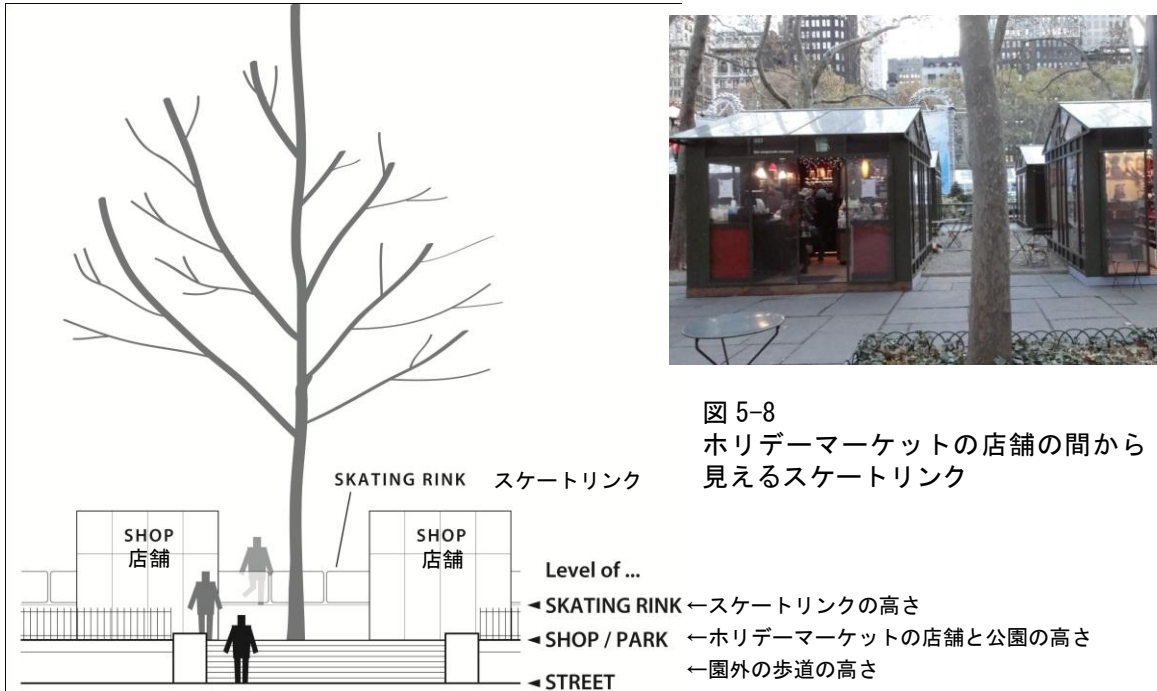 SKATING RINK スケートリンク
SHOP
店舗
SHOP
店舗
Level of ...
◄ SKATING RINK ←スケートリンクの高さ
◄ SHOP / PARK ←ホリデーマーケットの店舗と公園の高さ
←園外の歩道の高さ
◄ STREET
図 5-8
ホリデーマーケットの店舗の間から
見えるスケートリンク